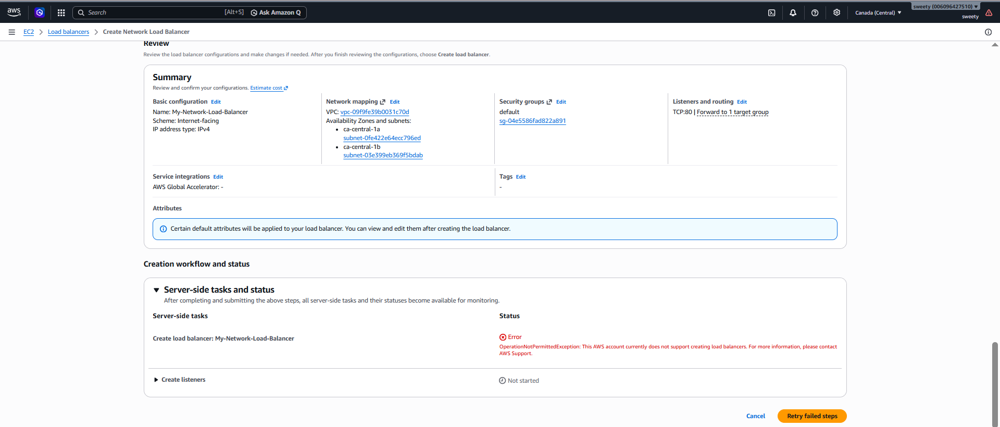 aws
Search [Alt+S] Ask Amazon Q
Canada (Central) ▼
sweety (006096427510) ▼
sweety
EC2 > Load balancers > Create Network Load Balancer
Review
Review the load balancer configurations and make changes if needed. After you finish reviewing the configurations, choose Create load balancer.
Summary
Review and confirm your configurations. Estimate cost
Basic configuration Edit
Name: My-Network-Load-Balancer
Scheme: Internet-facing
IP address type: IPv4
Network mapping Edit
VPC: vpc-09f9fe39b0031c70d
Availability Zones and subnets:
• ca-central-1a
subnet-0fe422e64ecc796ed
• ca-central-1b
subnet-03e399eb369f5bdab
Security groups Edit
default
sg-04e5586fad822a891
Listeners and routing Edit
TCP:80 | Forward to 1 target group
Service integrations Edit
AWS Global Accelerator: -
Tags Edit
-
Attributes
Certain default attributes will be applied to your load balancer. You can view and edit them after creating the load balancer.
Creation workflow and status
Server-side tasks and status
After completing and submitting the above steps, all server-side tasks and their statuses become available for monitoring.
Server-side tasks
Status
Create load balancer: My-Network-Load-Balancer
Error
OperationNotPermittedException: This AWS account currently does not support creating load balancers. For more information, please contact
AWS Support.
Create listeners
Not started
Cancel
Retry failed steps